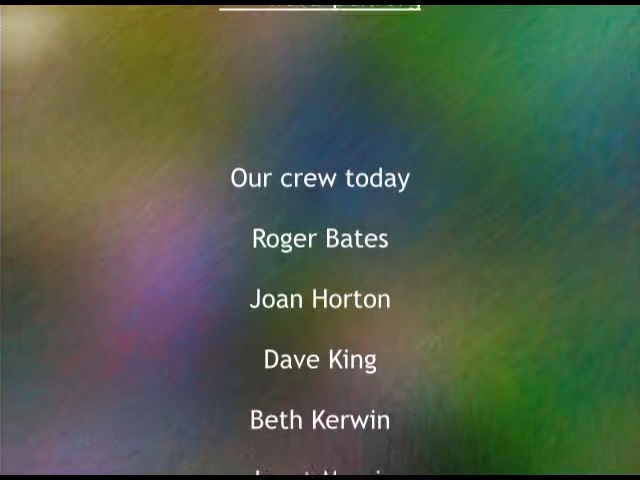 Our crew today
Roger Bates
Joan Horton
Dave King
Beth Kerwin